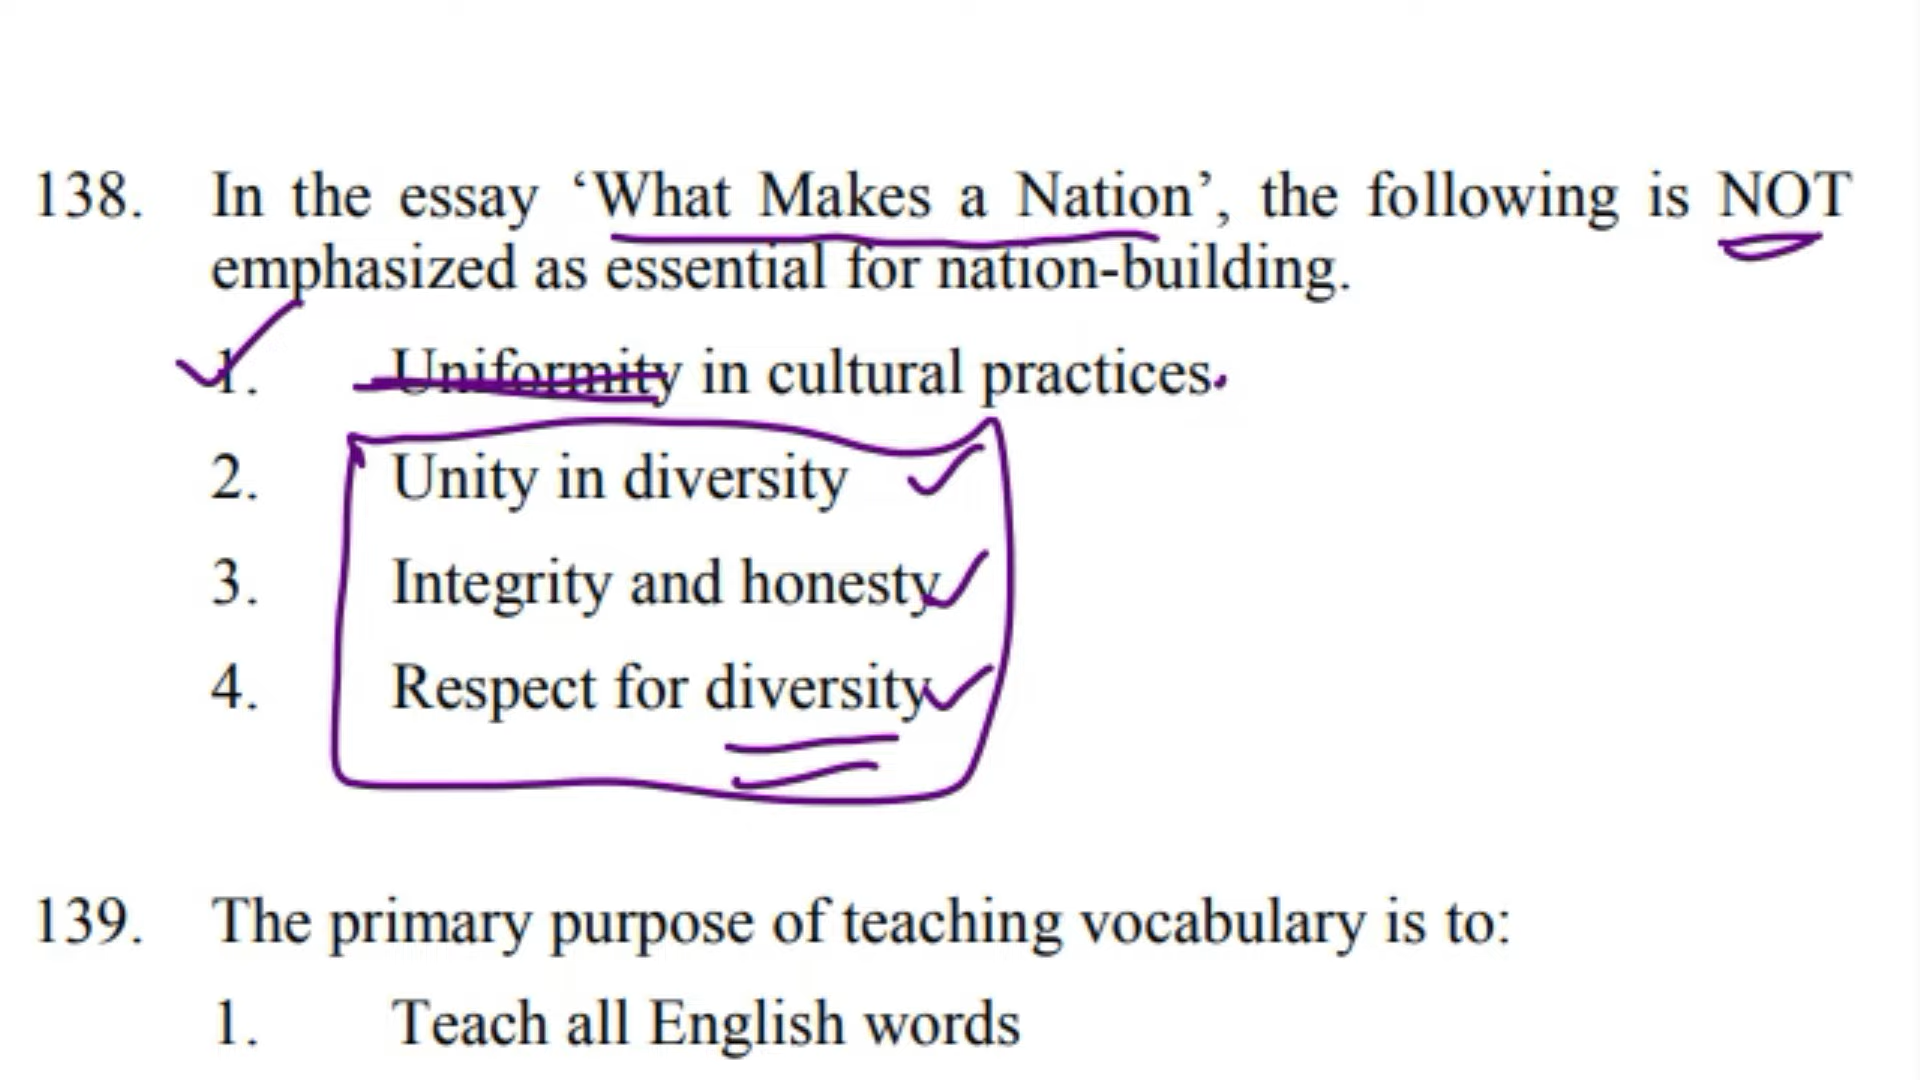 138. In the essay ‘What Makes a Nation’, the following is NOT
emphasized as essential for nation-building.
1. Uniformity in cultural practices.
2. Unity in diversity
3. Integrity and honesty
4. Respect for diversity
139. The primary purpose of teaching vocabulary is to:
1. Teach all English words